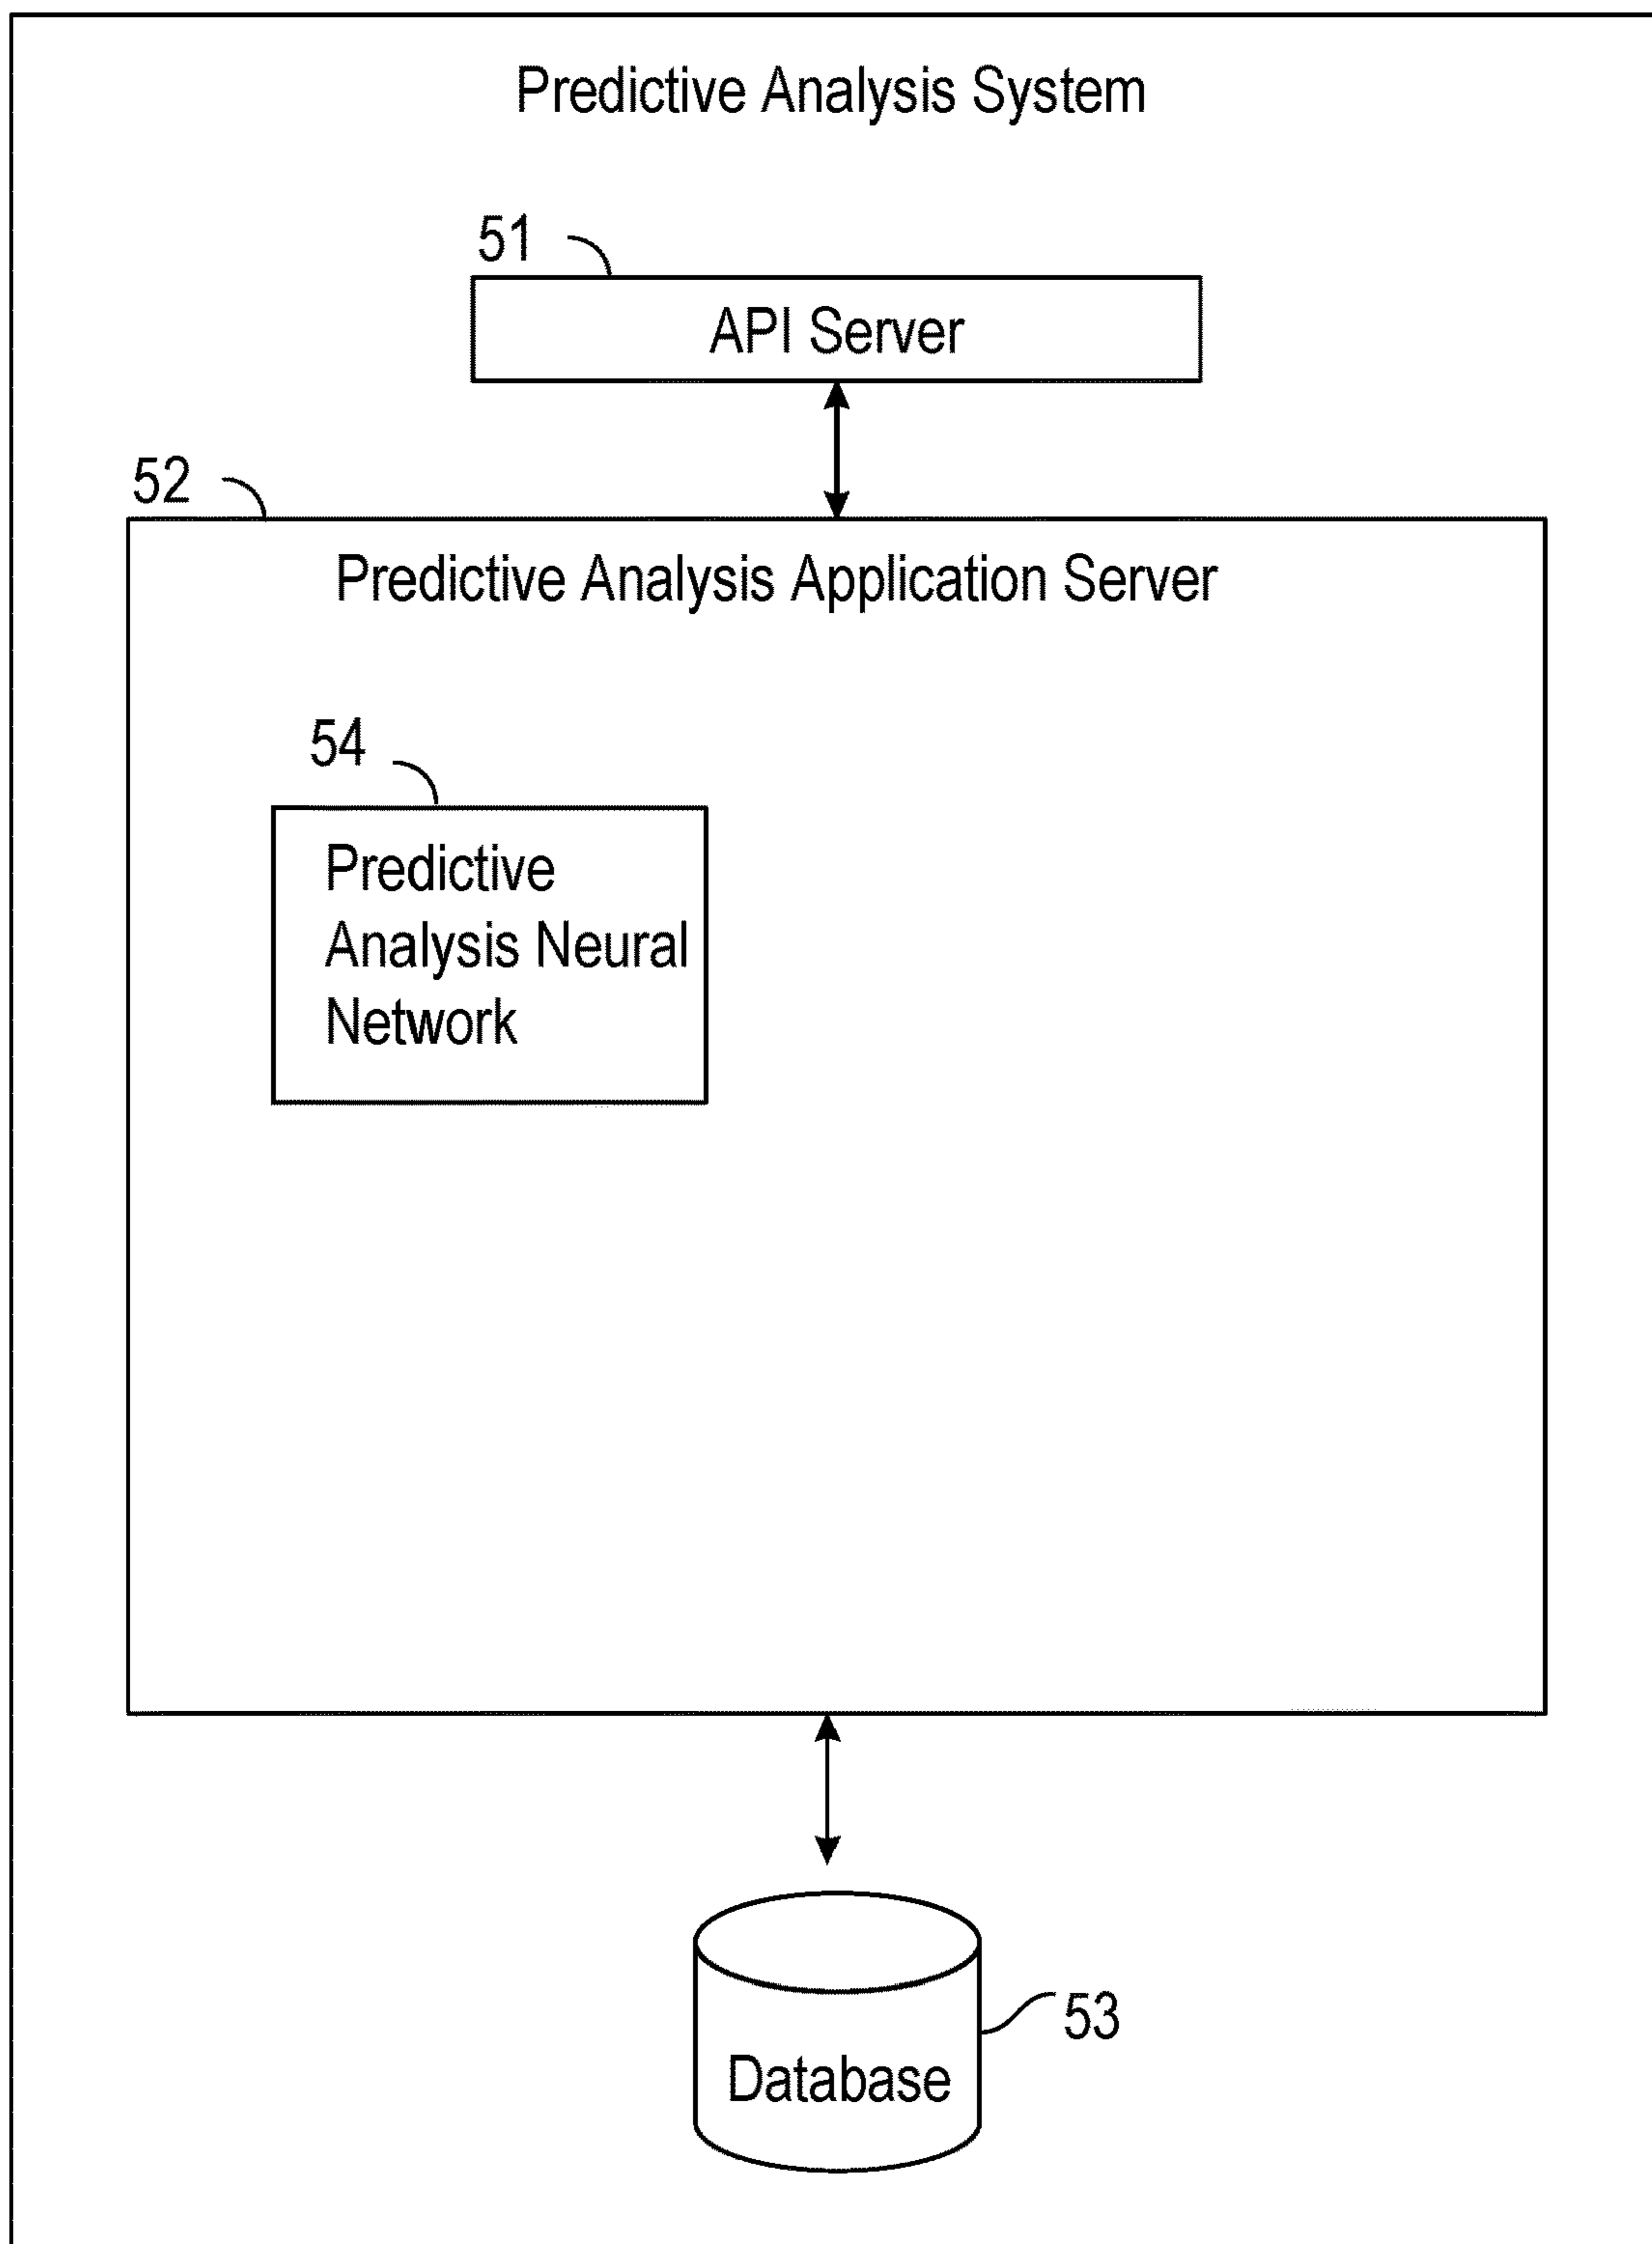 Predictive Analysis System
51
API Server
52
Predictive Analysis Application Server
54
Predictive
Analysis Neural
Network
53
Database